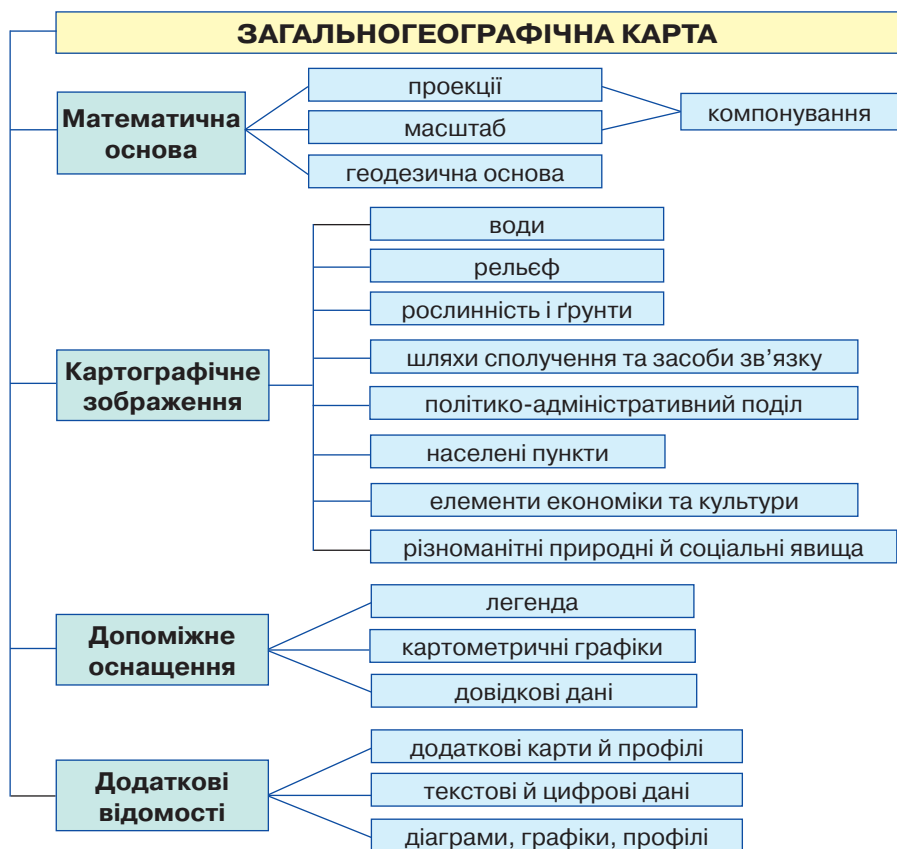 ЗАГАЛЬНОГЕОГРАФІЧНА КАРТА
Математична
основа
проекції
масштаб
геодезична основа
компонування
Картографічне
зображення
води
рельєф
рослинність і ґрунти
шляхи сполучення та засоби зв’язку
політико-адміністративний поділ
населені пункти
елементи економіки та культури
різноманітні природні й соціальні явища
Допоміжне
оснащення
легенда
картометричні графіки
довідкові дані
Додаткові
відомості
додаткові карти й профілі
текстові й цифрові дані
діаграми, графіки, профілі